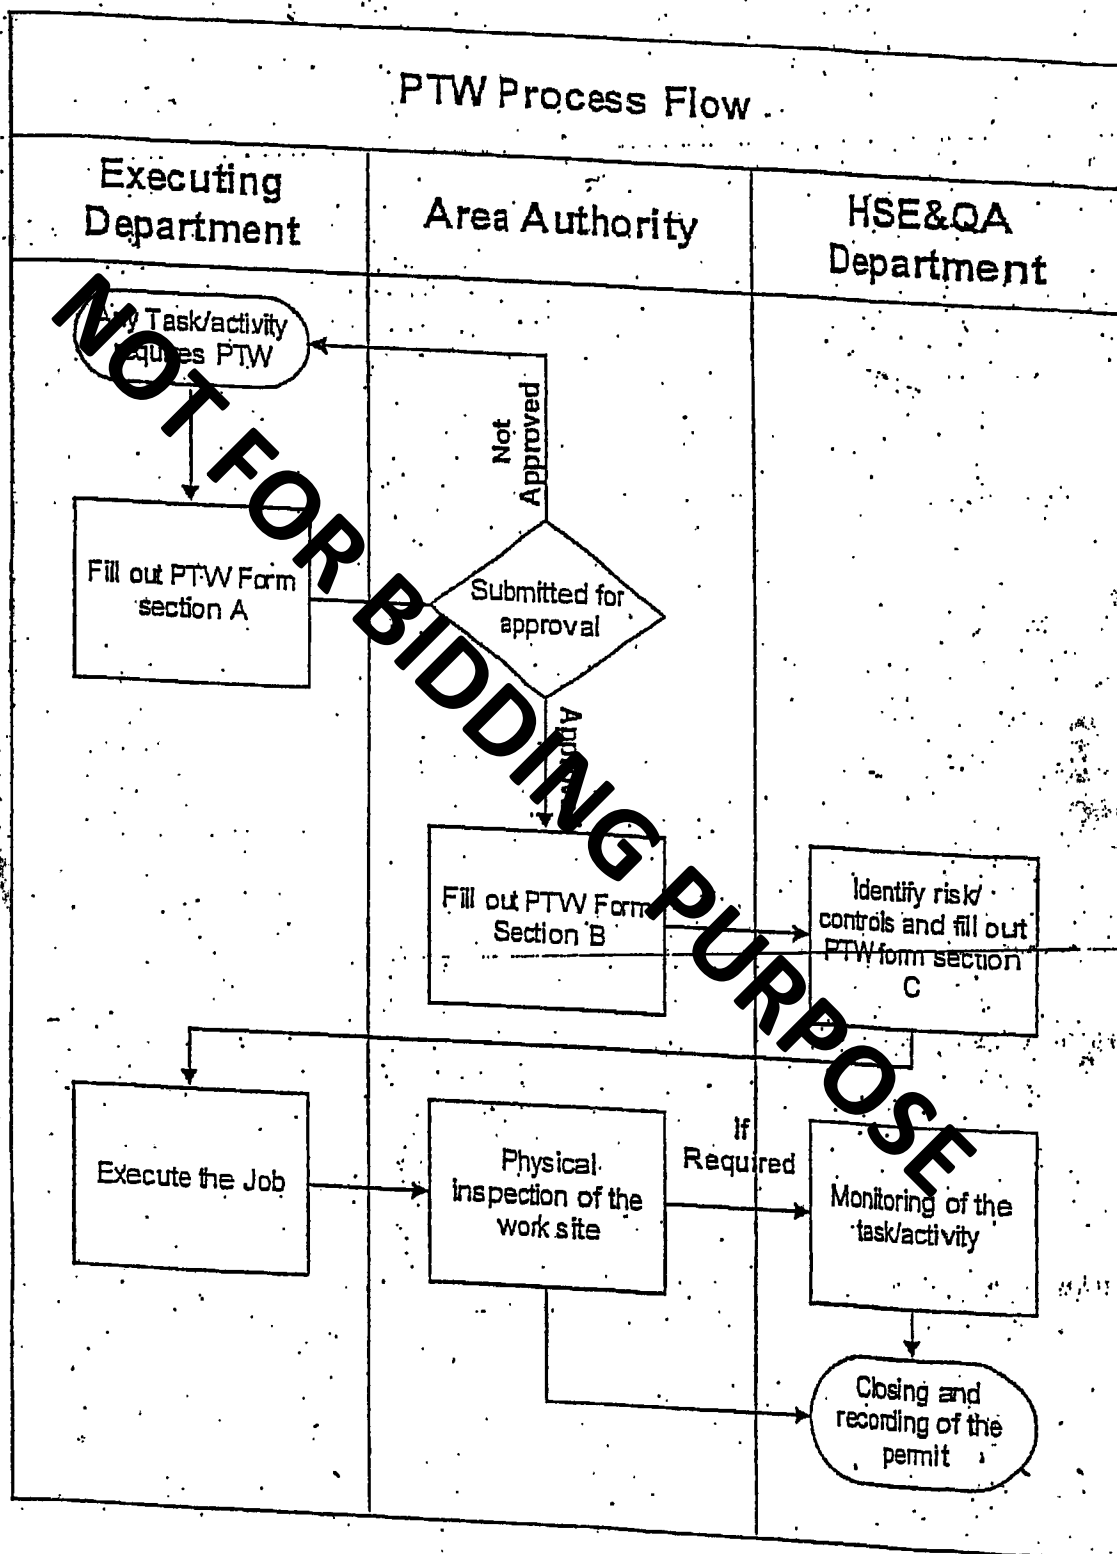 PTW Process Flow
Executing
Department
Area Authority
HSE&QA
Department
Any Task/activity
requires PTW
Not
Approved
Fill out PTW Form
section A
Submitted for
approval
Fill out PTW Form
Section B
Identify risk/
controls and fill out
PTW form section
C
Execute the Job
Physical
inspection of the
work site
If
Required
Monitoring of the
task/activity
Closing and
recording of the
permit
NOT FOR BIDDING PURPOSE